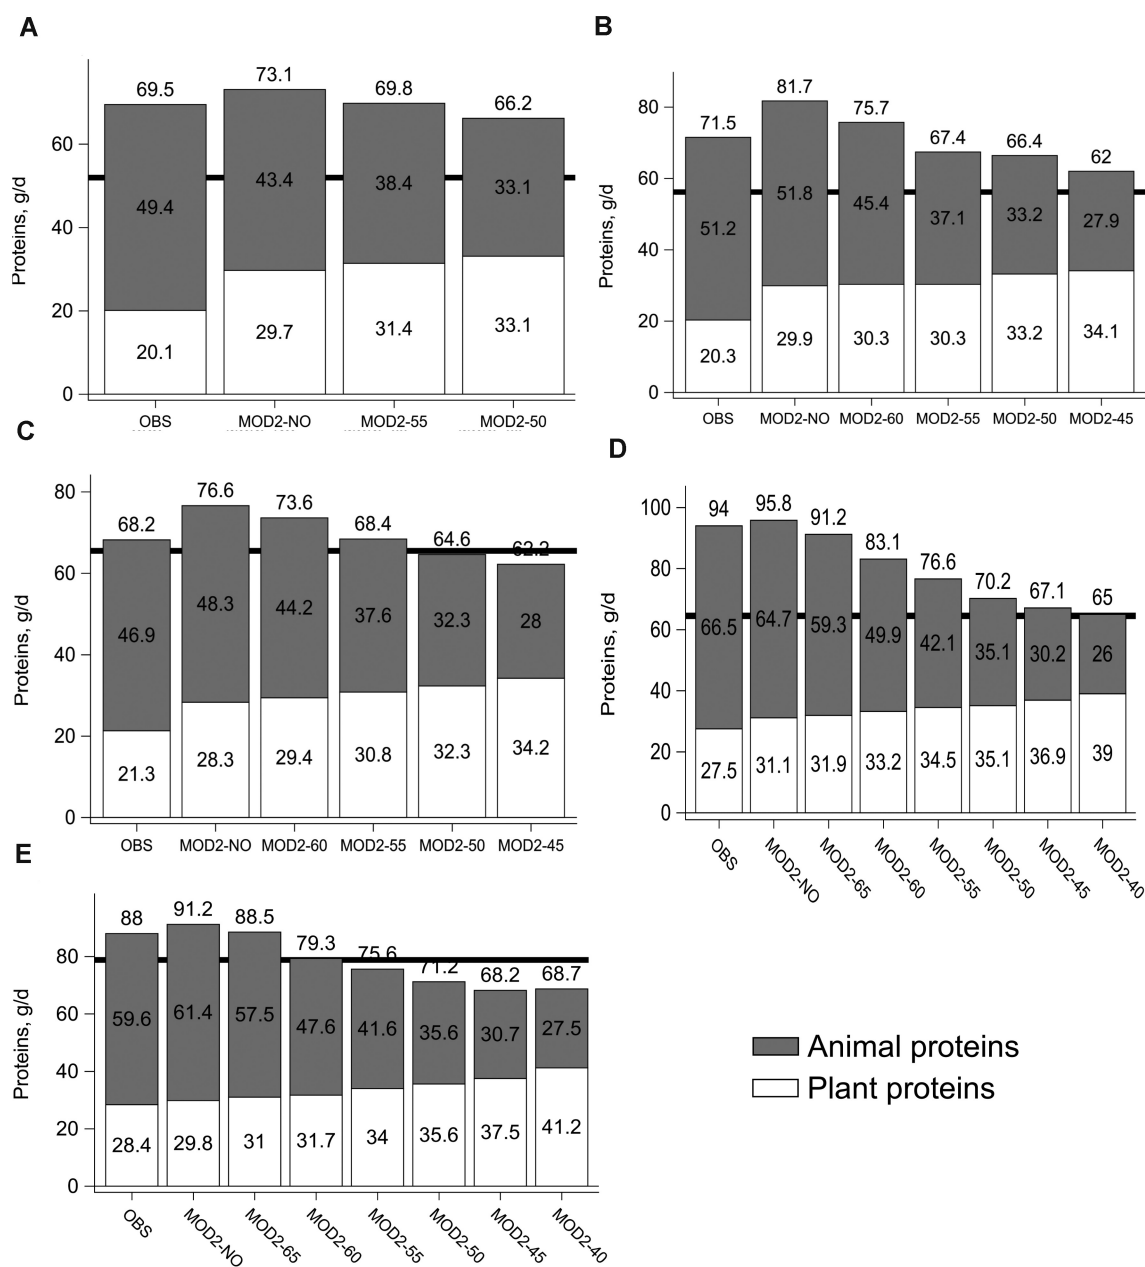 A
Proteins, g/d
60
40
20
0
69.5
73.1
69.8
66.2
49.4
43.4
38.4
33.1
20.1
29.7
31.4
33.1
OBS
MOD2-NO
MOD2-55
MOD2-50
B
Proteins, g/d
80
60
40
20
0
71.5
81.7
75.7
67.4
66.4
62
51.2
51.8
45.4
37.1
33.2
27.9
20.3
29.9
30.3
30.3
33.2
34.1
OBS
MOD2-NO
MOD2-60
MOD2-55
MOD2-50
MOD2-45
C
Proteins, g/d
80
60
40
20
0
68.2
76.6
73.6
68.4
64.6
62.2
46.9
48.3
44.2
37.6
32.3
28
21.3
28.3
29.4
30.8
32.3
34.2
OBS
MOD2-NO
MOD2-60
MOD2-55
MOD2-50
MOD2-45
D
Proteins, g/d
100
80
60
40
20
0
94
95.8
91.2
83.1
76.6
70.2
67.1
65
66.5
64.7
59.3
49.9
42.1
35.1
30.2
26
27.5
31.1
31.9
33.2
34.5
35.1
36.9
39
OBS
MOD2-NO
MOD2-65
MOD2-60
MOD2-55
MOD2-50
MOD2-45
MOD2-40
E
Proteins, g/d
80
60
40
20
0
88
91.2
88.5
79.3
75.6
71.2
68.2
68.7
59.6
61.4
57.5
47.6
41.6
35.6
30.7
27.5
28.4
29.8
31
31.7
34
35.6
37.5
41.2
OBS
MOD2-NO
MOD2-65
MOD2-60
MOD2-55
MOD2-50
MOD2-45
MOD2-40
Animal proteins
Plant proteins